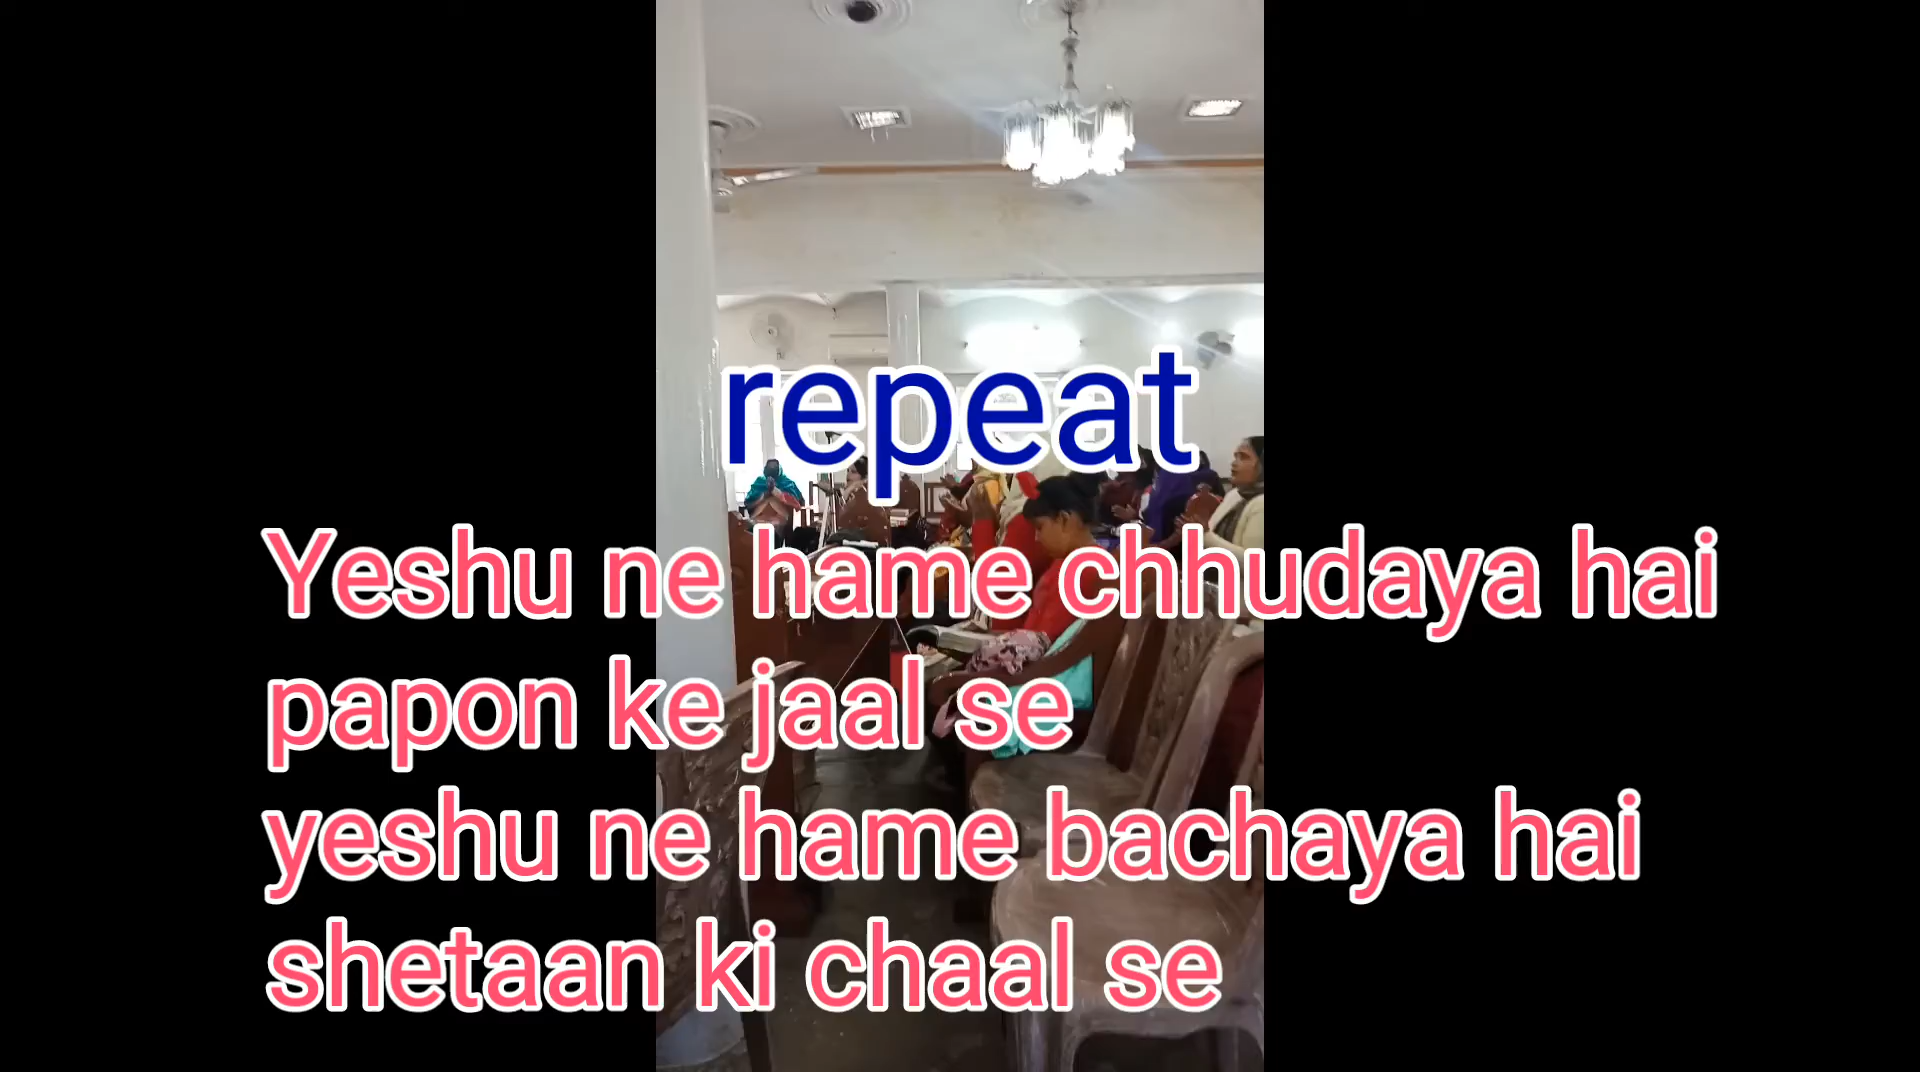 repeat
Yeshu ne hame chhudaya hai
papon ke jaal se
yeshu ne hame bachaya hai
shetaan ki chaal se